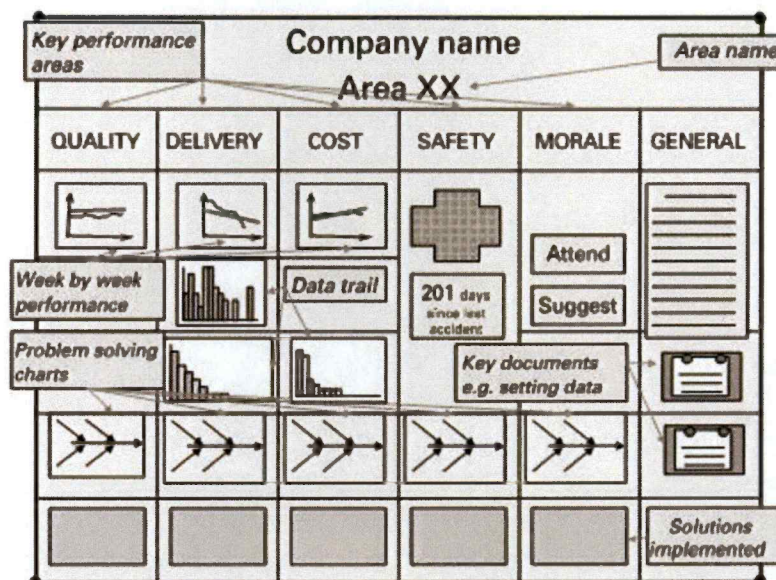 Key performance
areas
Company name
Area name
Area XX
QUALITY
DELIVERY
COST
SAFETY
MORALE
GENERAL
Week by week
performance
Data trail
201 days
since last
accident
Attend
Suggest
Problem solving
charts
Key documents
e.g. setting data
Solutions
implemented